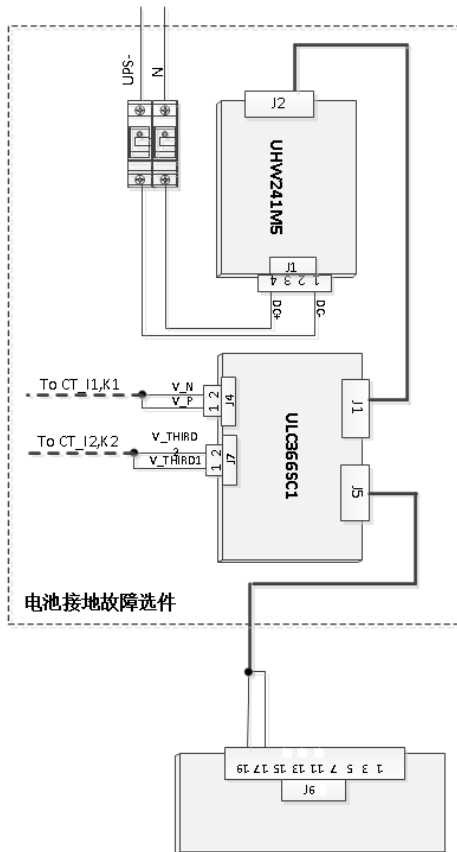 UPS-
N
J2
UHW241M5
J1
4 3 2 1
DC+
DC-
To CT_I1,K1
V_N
V_P
1 2
J4
J1
To CT_I2,K2
V_THIRD
2
V_THIRD1
1 2
J7
ULC366SC1
J5
电池接地故障选件
19 17 15 13 11 7 5 3 1
J9